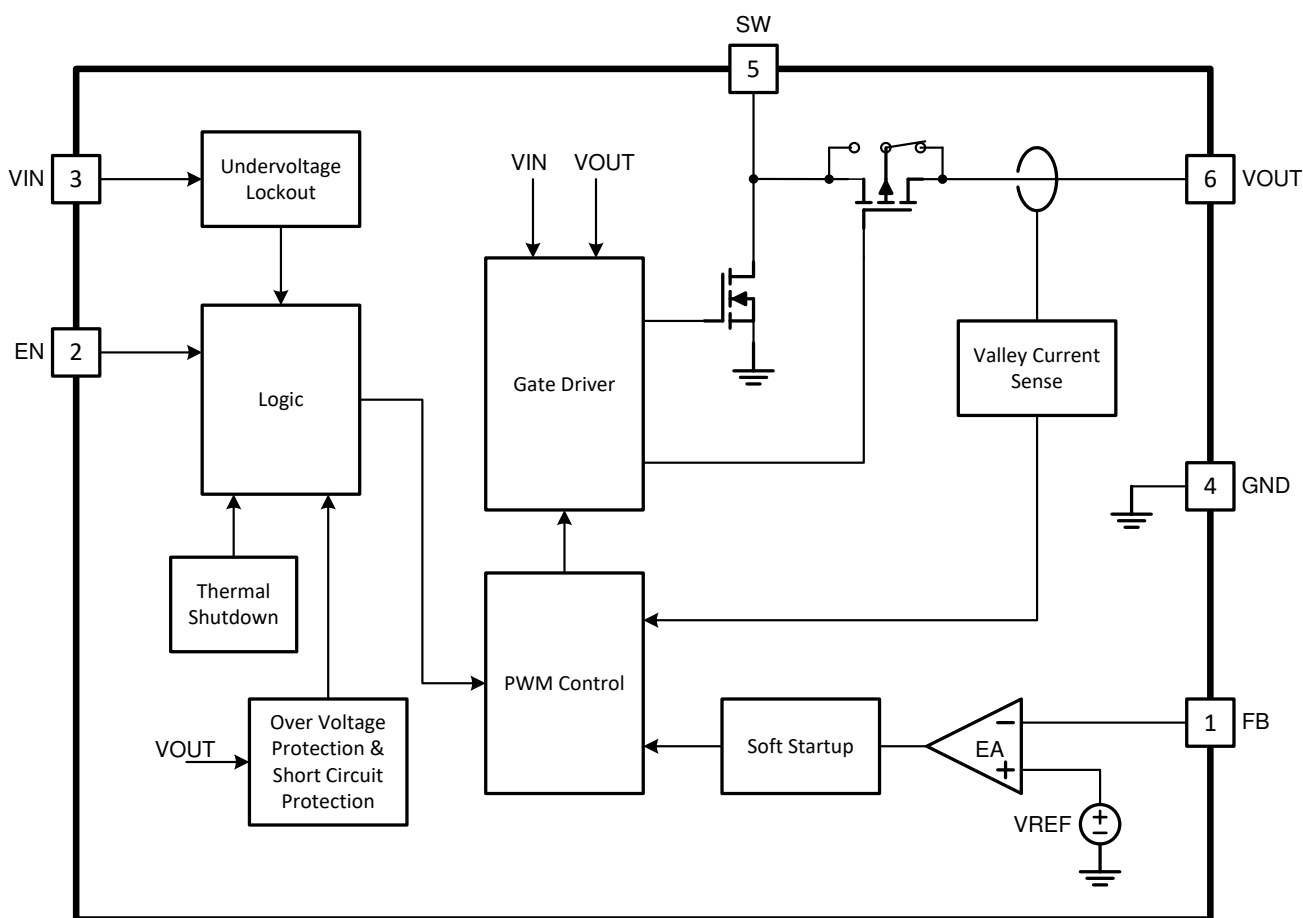 SW
5
VIN
3
Undervoltage
Lockout
VIN
VOUT
6
VOUT
EN
2
Logic
Gate Driver
Valley Current
Sense
4
GND
Thermal
Shutdown
PWM Control
VOUT
Over Voltage
Protection &
Short Circuit
Protection
Soft Startup
EA
−
+
1
FB
VREF
+
−